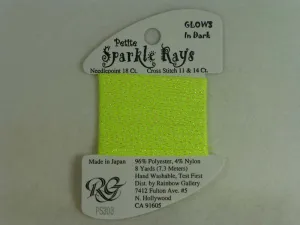 GLOWS
In Dark
Petite
Sparkle Rays
Needlepoint 18 Ct. Cross Stitch 11 & 14 Ct.
Made in Japan
RG
96% Polyester, 4% Nylon
8 Yards (7.3 Meters)
Hand Washable, Test First
Dist. by Rainbow Gallery
7412 Fulton Ave. #5
N. Hollywood
CA 91605